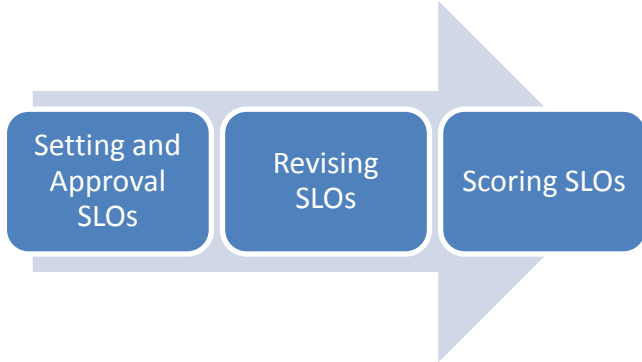 Setting and
Approval
SLOs
Revising
SLOs
Scoring SLOs